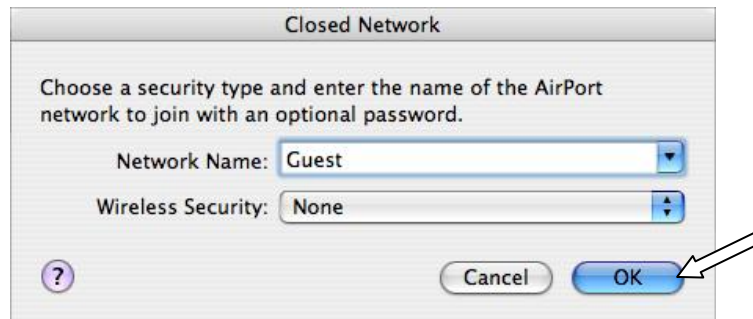 Closed Network
Choose a security type and enter the name of the AirPort
network to join with an optional password.
Network Name: Guest
Wireless Security: None
? Cancel OK